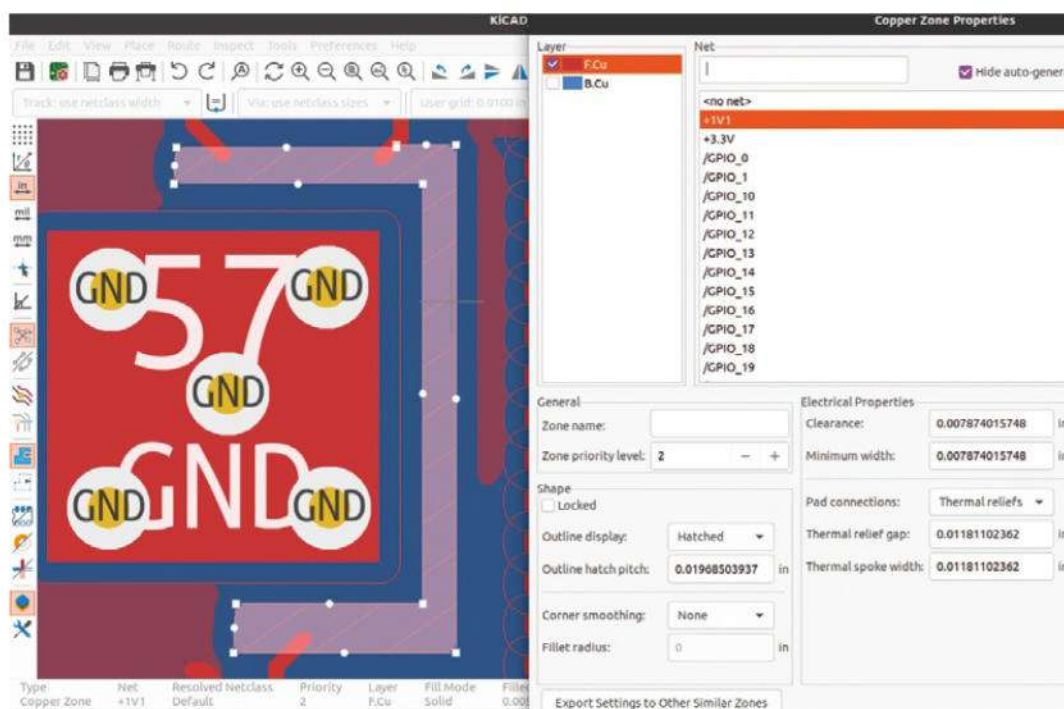 KiCAD
Copper Zone Properties
File Edit View Place Route Inspect Tools Preferences Help
Track: use netclass width
Via: use netclass sizes
User grid: 0.0100 in
in
mil
mm
57
GND
GND
GND
GND
GND
GND
Type Net Resolved Netclass Priority Layer Fill Mode
Copper Zone +1V1 Default 2 F.Cu Solid
Layer
F.Cu
B.Cu
Net
Hide auto-gener
<no net>
+1V1
+3.3V
/GPIO_0
/GPIO_1
/GPIO_10
/GPIO_11
/GPIO_12
/GPIO_13
/GPIO_14
/GPIO_15
/GPIO_16
/GPIO_17
/GPIO_18
/GPIO_19
General
Zone name:
Zone priority level: 2 - +
Shape
Locked
Outline display: Hatched
Outline hatch pitch: 0.01968503937 in
Corner smoothing: None
Fillet radius: 0 in
Export Settings to Other Similar Zones
Electrical Properties
Clearance: 0.007874015748
Minimum width: 0.007874015748
Pad connections: Thermal reliefs
Thermal relief gap: 0.01181102362
Thermal spoke width: 0.01181102362